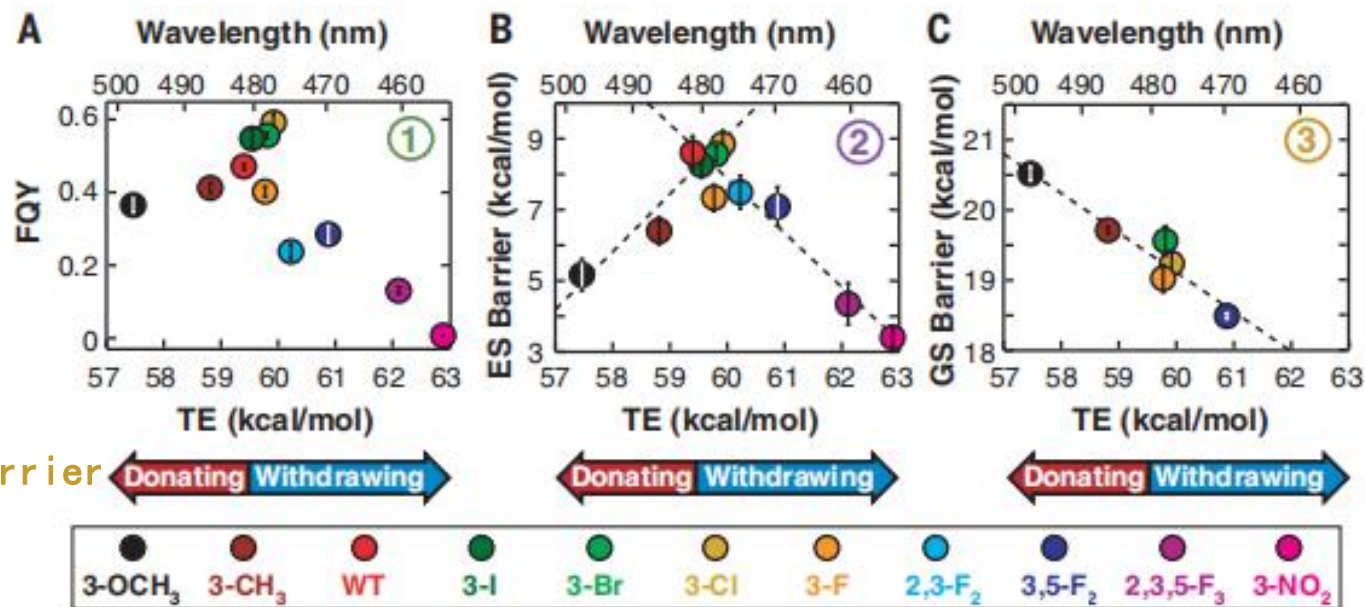 A Wavelength (nm)
500 490 480 470 460
FQY
0.6
0.4
0.2
0
57 58 59 60 61 62 63
TE (kcal/mol)
Donating Withdrawing
1
B Wavelength (nm)
500 490 480 470 460
ES Barrier (kcal/mol)
9
7
5
3
57 58 59 60 61 62 63
TE (kcal/mol)
Donating Withdrawing
2
C Wavelength (nm)
500 490 480 470 460
GS Barrier (kcal/mol)
21
20
19
18
57 58 59 60 61 62 63
TE (kcal/mol)
Donating Withdrawing
3
rrier
3-OCH₃ 3-CH₃ WT 3-I 3-Br 3-Cl 3-F 2,3-F₂ 3,5-F₂ 2,3,5-F₃ 3-NO₂